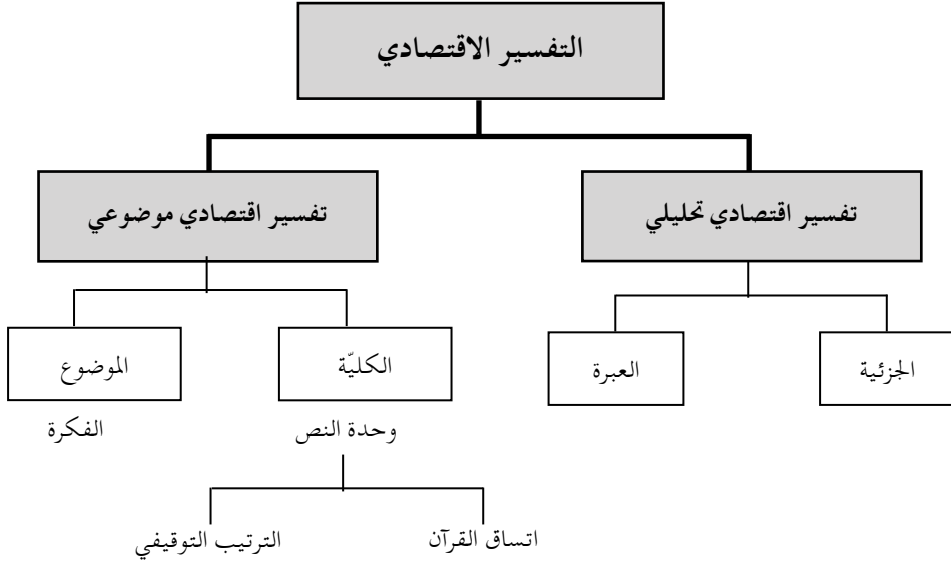 التفسير الاقتصادي
تفسير اقتصادي تحليلي
تفسير اقتصادي موضوعي
الجزئية
العبرة
الكليّة
الموضوع
وحدة النص
الفكرة
اتساق القرآن
الترتيب التوقيفي